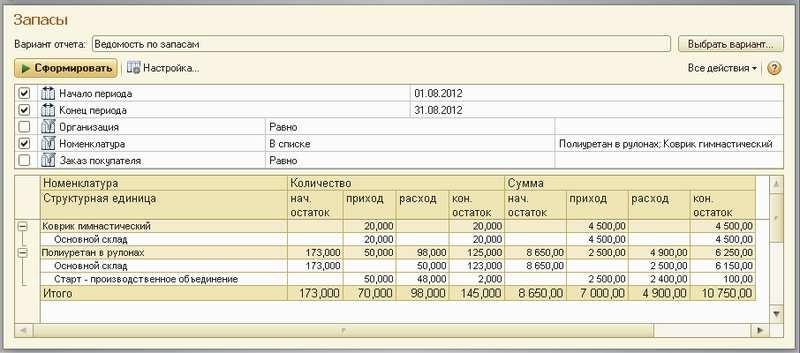 Запасы
Вариант отчета: Ведомость по запасам Выбрать вариант...
Сформировать Настройка... Все действия ?
Начало периода 01.08.2012
Конец периода 31.08.2012
Организация Равно
Номенклатура В списке Полиуретан в рулонах; Коврик гимнастический
Заказ покупателя Равно
Номенклатура Количество Сумма
Структурная единица нач. остаток приход расход кон. остаток нач. остаток приход расход кон. остаток
Коврик гимнастический 20,000 20,000 4 500,00 4 500,00
Основной склад 20,000 20,000 4 500,00 4 500,00
Полиуретан в рулонах 173,000 50,000 98,000 125,000 8 650,00 2 500,00 4 900,00 6 250,00
Основной склад 173,000 50,000 123,000 8 650,00 2 500,00 6 150,00
Старт - производственное объединение 50,000 48,000 2,000 2 500,00 2 400,00 100,00
Итого 173,000 70,000 98,000 145,000 8 650,00 7 000,00 4 900,00 10 750,00